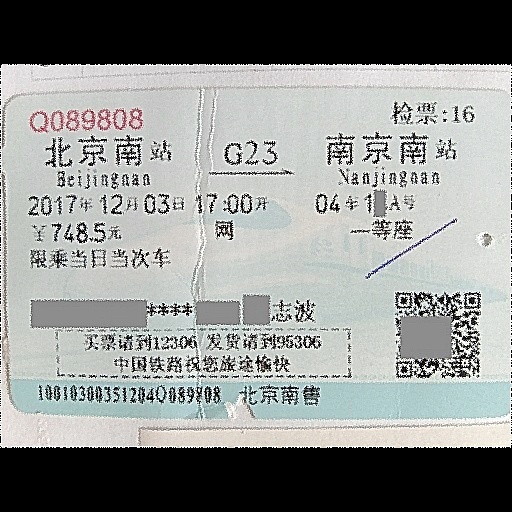 Q089808 检票:16
北京南站 G23 南京南站
Beijingnan Nanjingnan
2017年12月03日 17:00开 04车1 A号
￥748.5元 网 一等座
限乘当日当次车
**** 志波
买票请到12306 发货请到95306
中国铁路祝您旅途愉快
10010300351204Q089808 北京南售